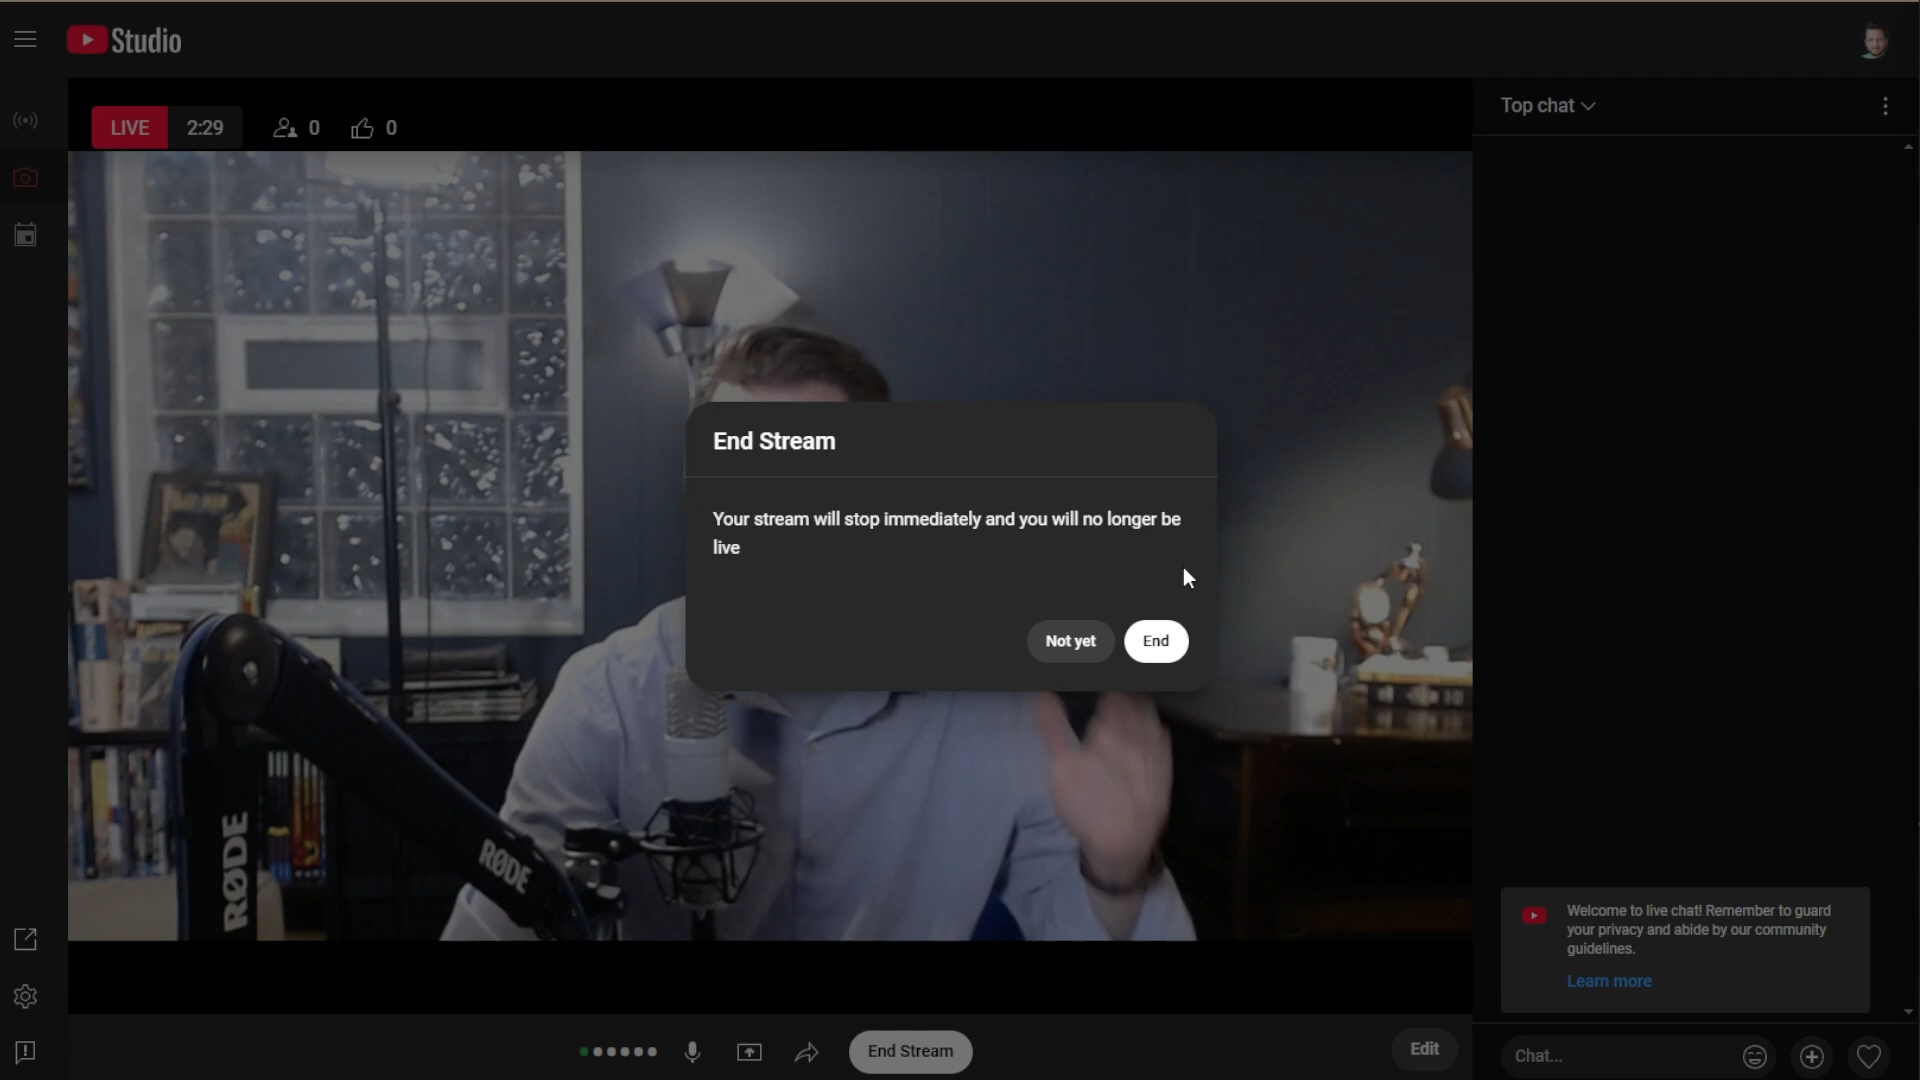 Studio
LIVE 2:29 0 0
Top chat
End Stream
Your stream will stop immediately and you will no longer be
live
Not yet End
RØDE
RØDE
Welcome to live chat! Remember to guard
your privacy and abide by our community
guidelines.
Learn more
End Stream
Edit
Chat...